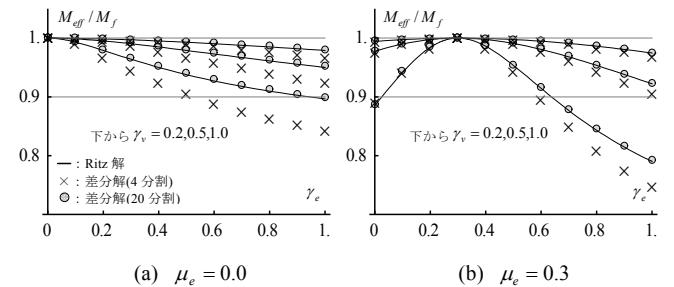 M_eff / M_f
1.
0.9
0.8
下から γ_v = 0.2,0.5,1.0
: Ritz 解
× : 差分解(4 分割)
: 差分解(20 分割)
γ_e
0 0.2 0.4 0.6 0.8 1.
(a) μ_e = 0.0
M_eff / M_f
1.
0.9
0.8
下から γ_v = 0.2,0.5,1.0
γ_e
0 0.2 0.4 0.6 0.8 1.
(b) μ_e = 0.3